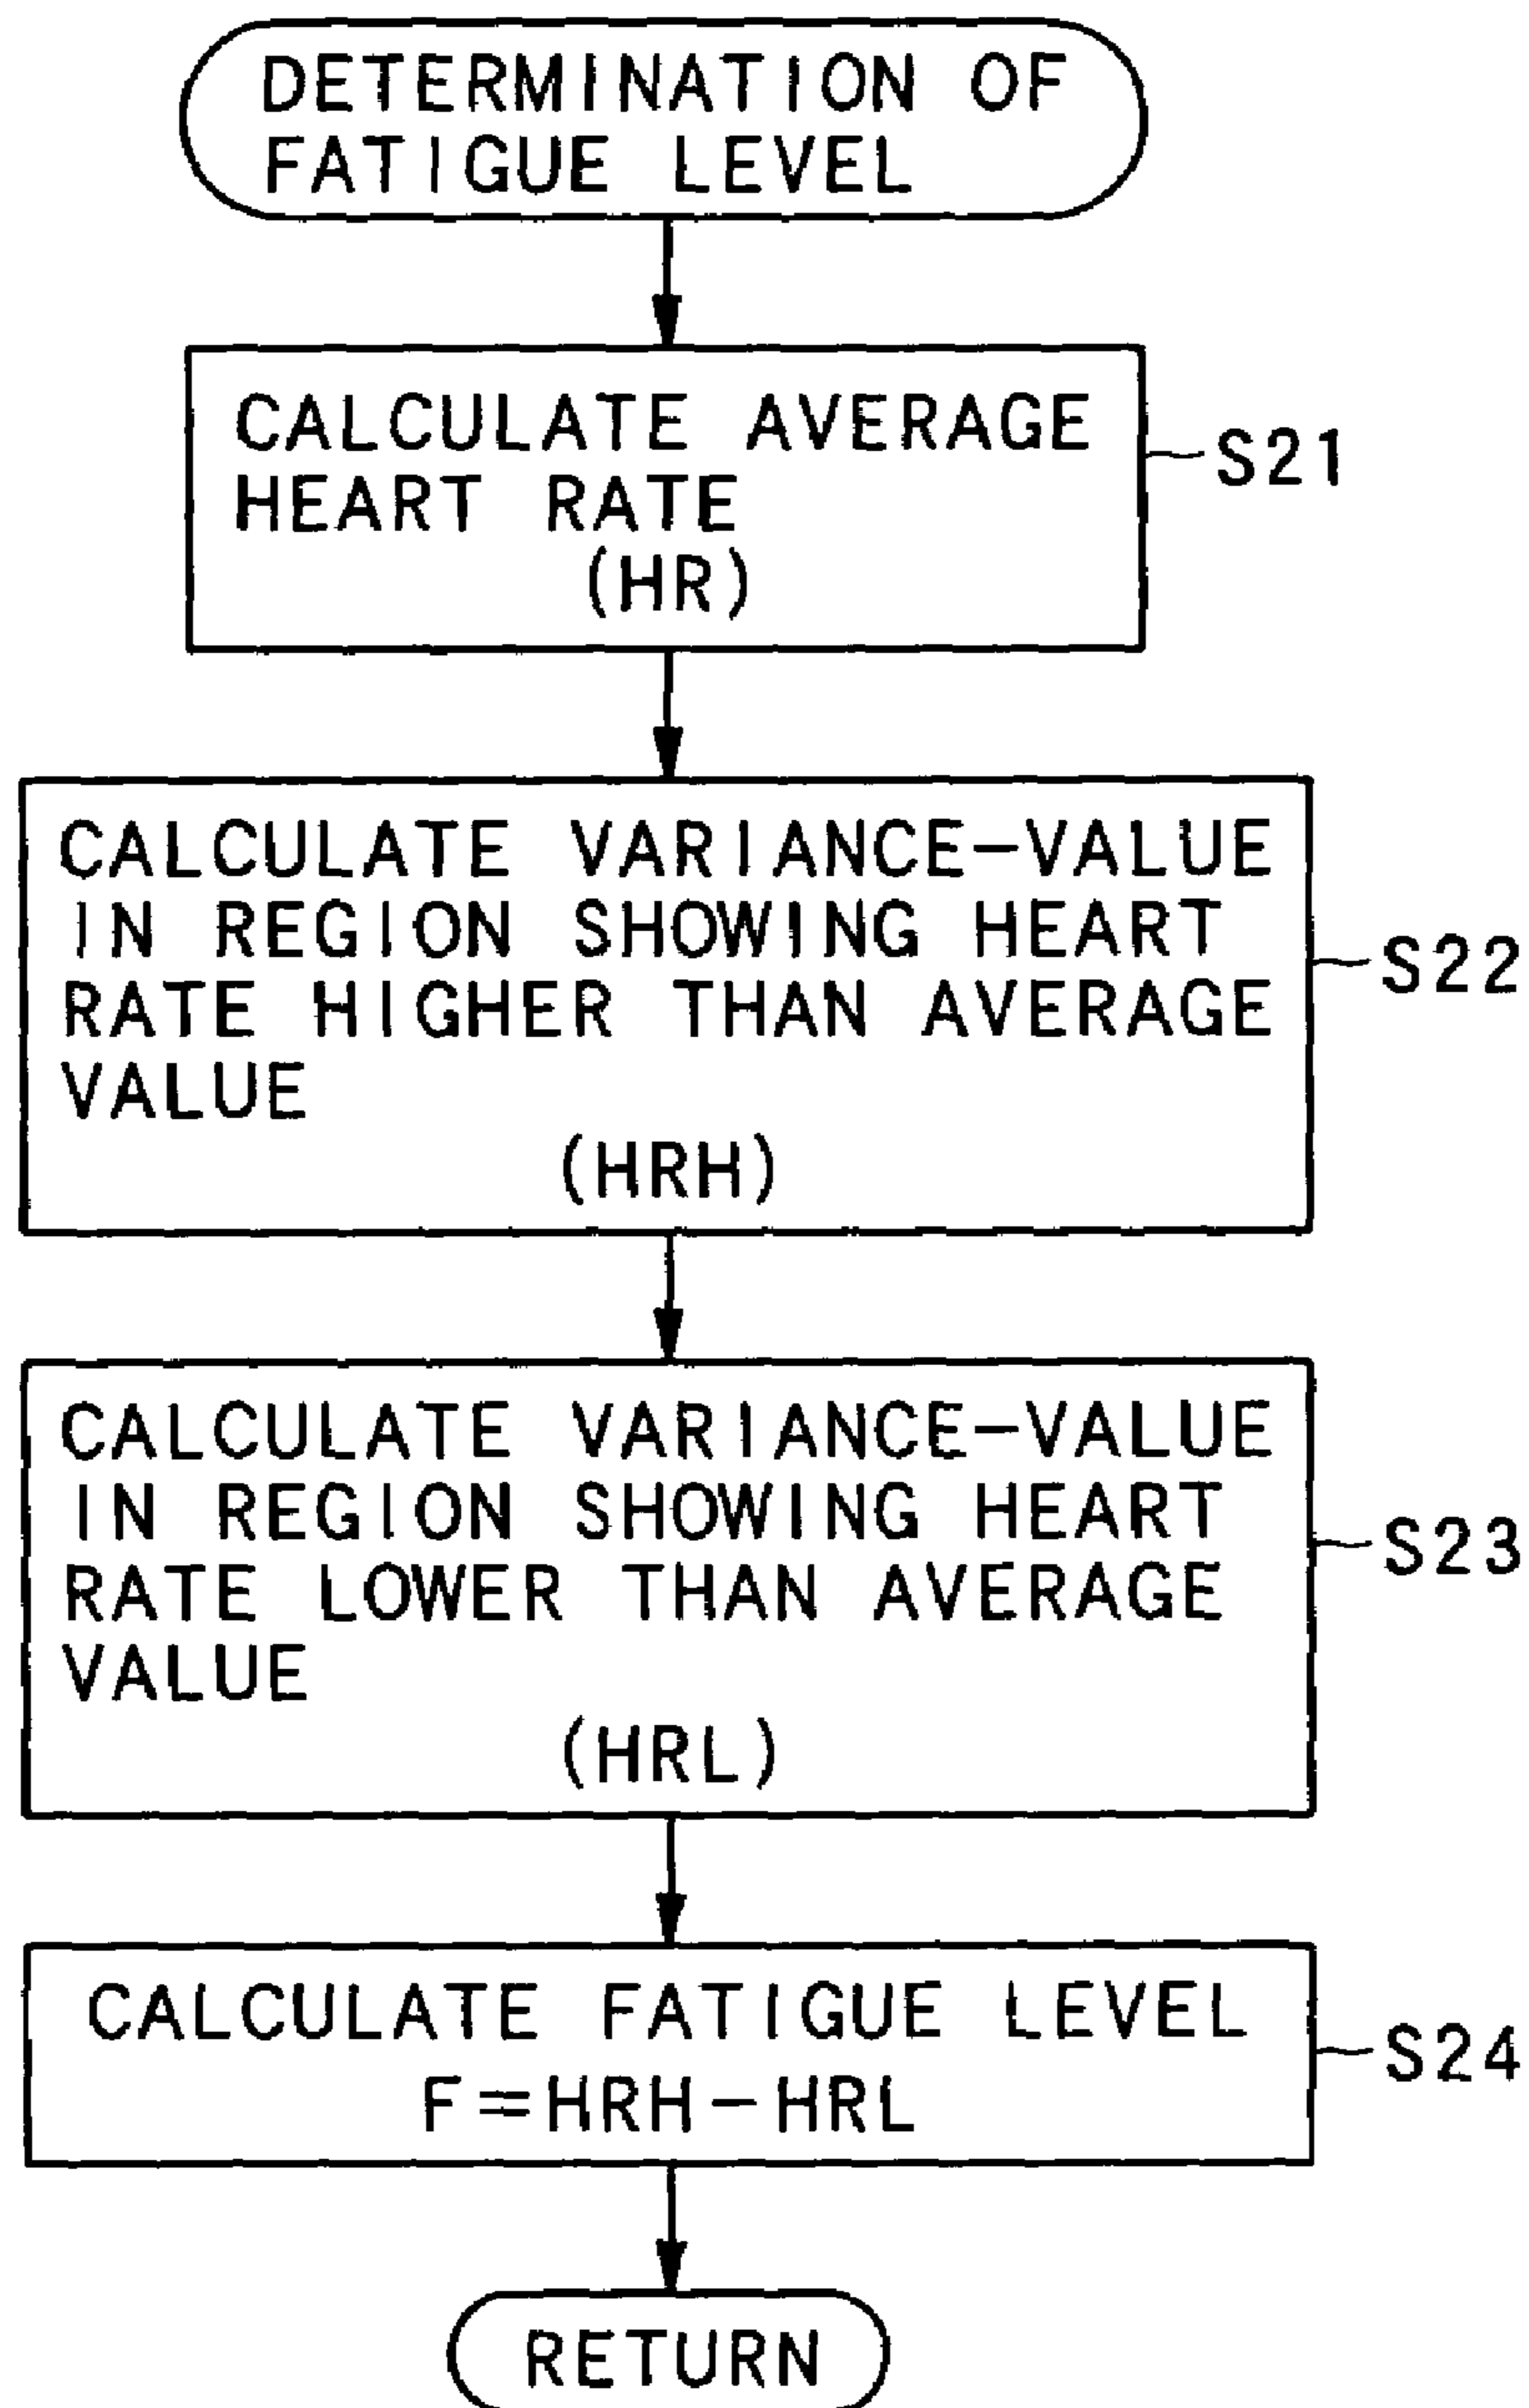 DETERMINATION OF
FATIGUE LEVEL
CALCULATE AVERAGE
HEART RATE
(HR)
S21
CALCULATE VARIANCE-VALUE
IN REGION SHOWING HEART
RATE HIGHER THAN AVERAGE
VALUE
(HRH)
S22
CALCULATE VARIANCE-VALUE
IN REGION SHOWING HEART
RATE LOWER THAN AVERAGE
VALUE
(HRL)
S23
CALCULATE FATIGUE LEVEL
F=HRH-HRL
S24
RETURN